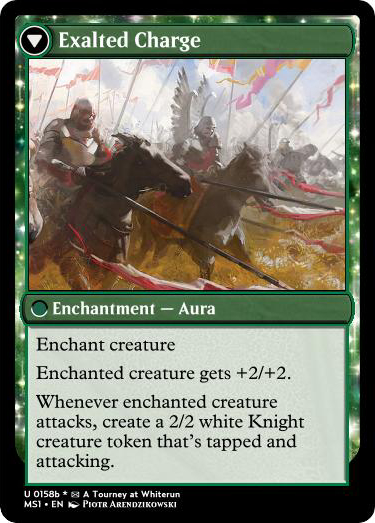 Exalted Charge
Enchantment — Aura
Enchant creature
Enchanted creature gets +2/+2.
Whenever enchanted creature
attacks, create a 2/2 white Knight
creature token that's tapped and
attacking.
U 0158b * ✉ A Tourney at Whiterun
MS1 • EN Piotr Arendzikowski